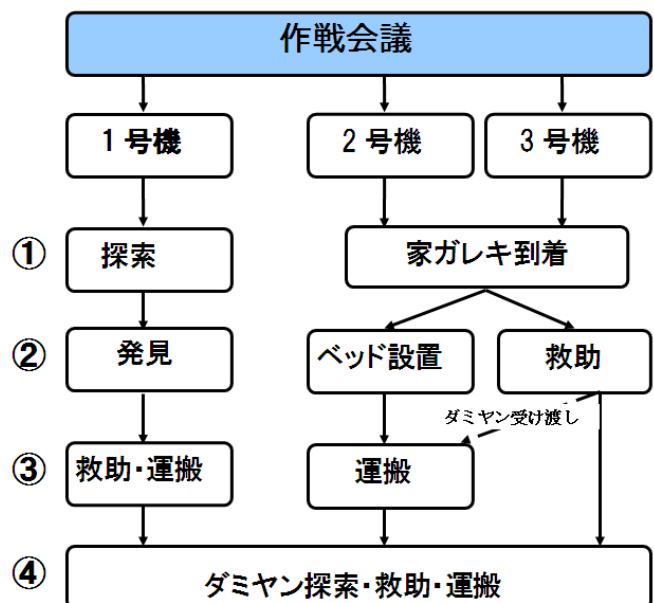 作戦会議
1号機
2号機
3号機
①
探索
家ガレキ到着
②
発見
ベッド設置
救助
ダミヤン受け渡し
③
救助・運搬
運搬
④
ダミヤン探索・救助・運搬